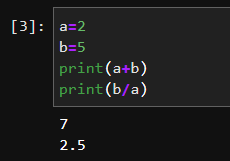 [3]: a=2
b=5
print(a+b)
print(b/a)
7
2.5